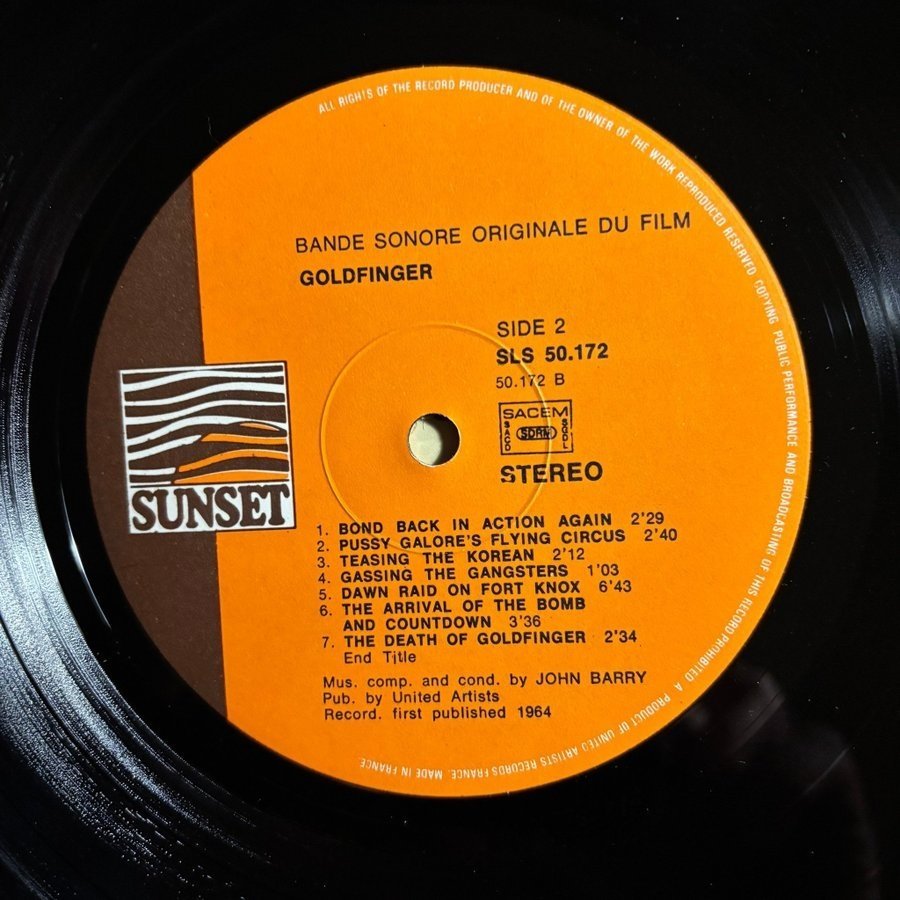 ALL RIGHTS OF THE RECORD PRODUCER AND OF THE OWNER OF THE WORK REPRODUCED RESERVED COPYING PUBLIC PERFORMANCE AND BROADCASTING OF THIS RECORD PROHIBITED A PRODUCT OF UNITED ARTISTS RECORDS FRANCE. MADE IN FRANCE
BANDE SONORE ORIGINALE DU FILM
GOLDFINGER
SIDE 2
SLS 50.172
50.172 B
SACEM
SACD
SDRM
SGDL
STEREO
SUNSET
1. BOND BACK IN ACTION AGAIN 2'29
2. PUSSY GALORE'S FLYING CIRCUS 2'40
3. TEASING THE KOREAN 2'12
4. GASSING THE GANGSTERS 1'03
5. DAWN RAID ON FORT KNOX 6'43
6. THE ARRIVAL OF THE BOMB
AND COUNTDOWN 3'36
7. THE DEATH OF GOLDFINGER 2'34
End Title
Mus. comp. and cond. by JOHN BARRY
Pub. by United Artists
Record. first published 1964